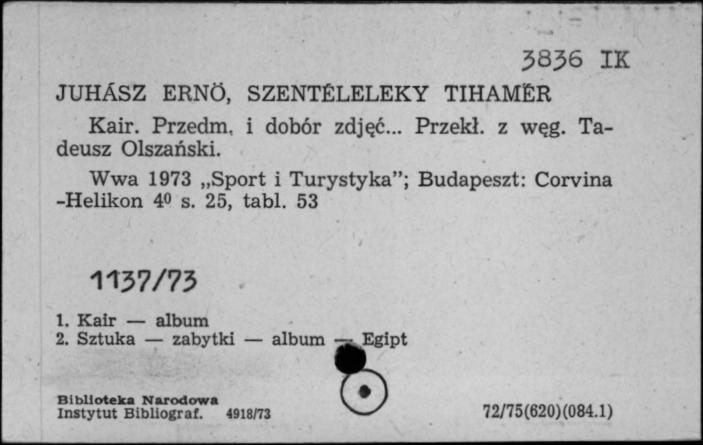 3836 IK
JUHÁSZ ERNÖ, SZENTÉLELEKY TIHAMÉR
Kair. Przedm. i dobór zdjęć... Przekł. z węg. Ta-
deusz Olszański.
Wwa 1973 „Sport i Turystyka”; Budapeszt: Corvina
-Helikon 4⁰ s. 25, tabl. 53
1137/73
1. Kair — album
2. Sztuka — zabytki — album — Egipt
Biblioteka Narodowa
Instytut Bibliograf. 4918/73
72/75(620)(084.1)